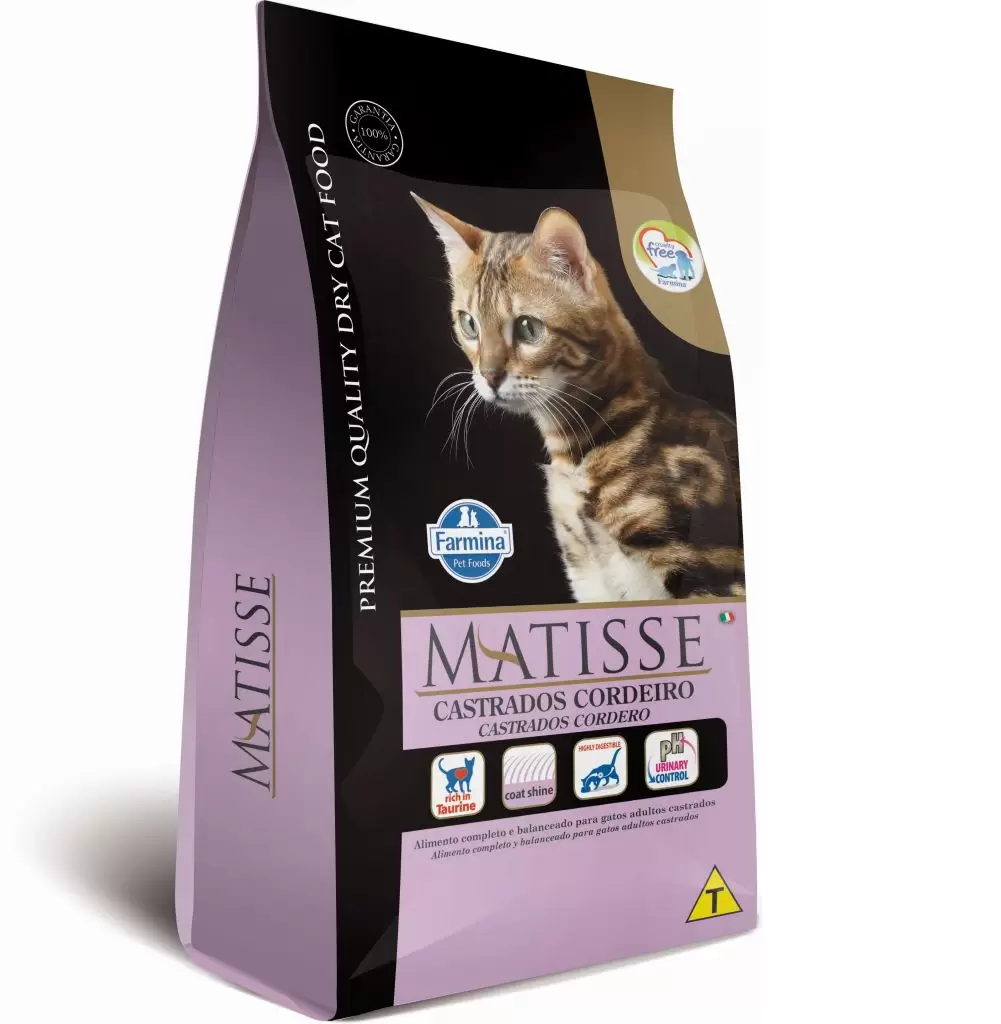 GARANTIA • GARANTIA •
100%
PREMIUM QUALITY DRY CAT FOOD
cruelty
free
Farmina
Farmina®
Pet Foods
MATISSE
MATISSE
CASTRADOS CORDEIRO
CASTRADOS CORDERO
rich in
Taurine
coat shine
HIGHLY DIGESTIBLE
pH
URINARY
CONTROL
Alimento completo e balanceado para gatos adultos castrados
Alimento completo y balanceado para gatos adultos castrados
T